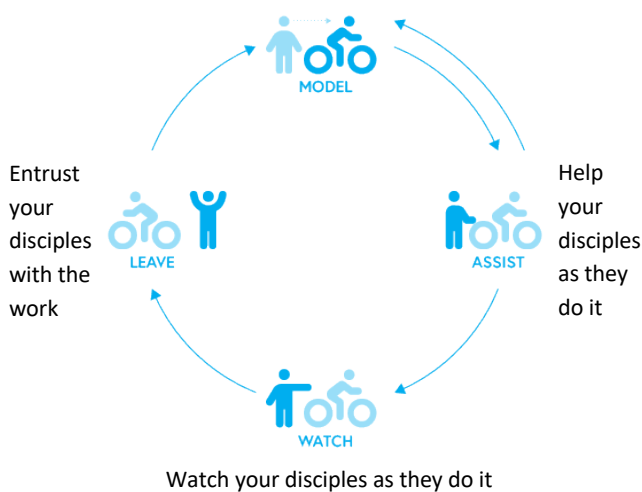 MODEL
Entrust
your
disciples
with the
work
LEAVE
ASSIST
Help
your
disciples
as they
do it
WATCH
Watch your disciples as they do it